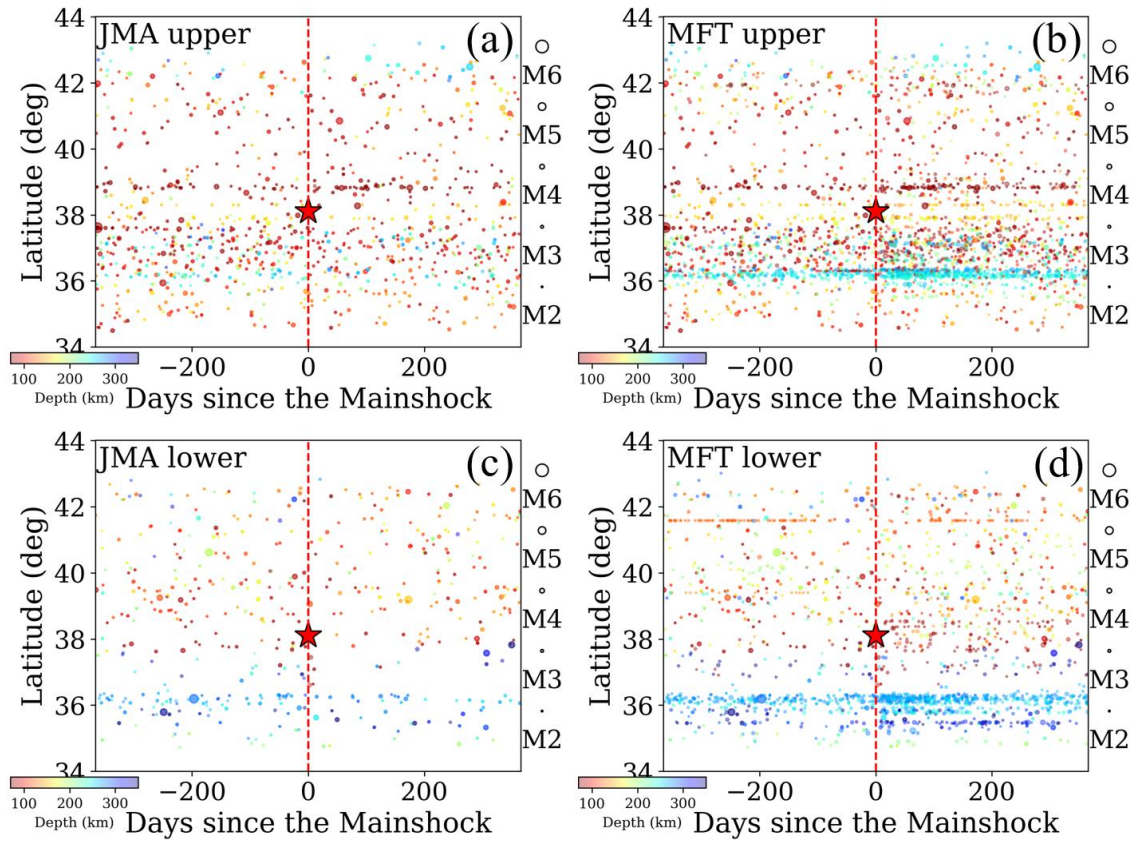 JMA upper
(a)
44
42
40
38
36
34
Latitude (deg)
M6
M5
M4
M3
M2
100 200 300
Depth (km)
−200 0 200
Days since the Mainshock
MFT upper
(b)
44
42
40
38
36
34
Latitude (deg)
M6
M5
M4
M3
M2
100 200 300
Depth (km)
−200 0 200
Days since the Mainshock
JMA lower
(c)
44
42
40
38
36
34
Latitude (deg)
M6
M5
M4
M3
M2
100 200 300
Depth (km)
−200 0 200
Days since the Mainshock
MFT lower
(d)
44
42
40
38
36
34
Latitude (deg)
M6
M5
M4
M3
M2
100 200 300
Depth (km)
−200 0 200
Days since the Mainshock